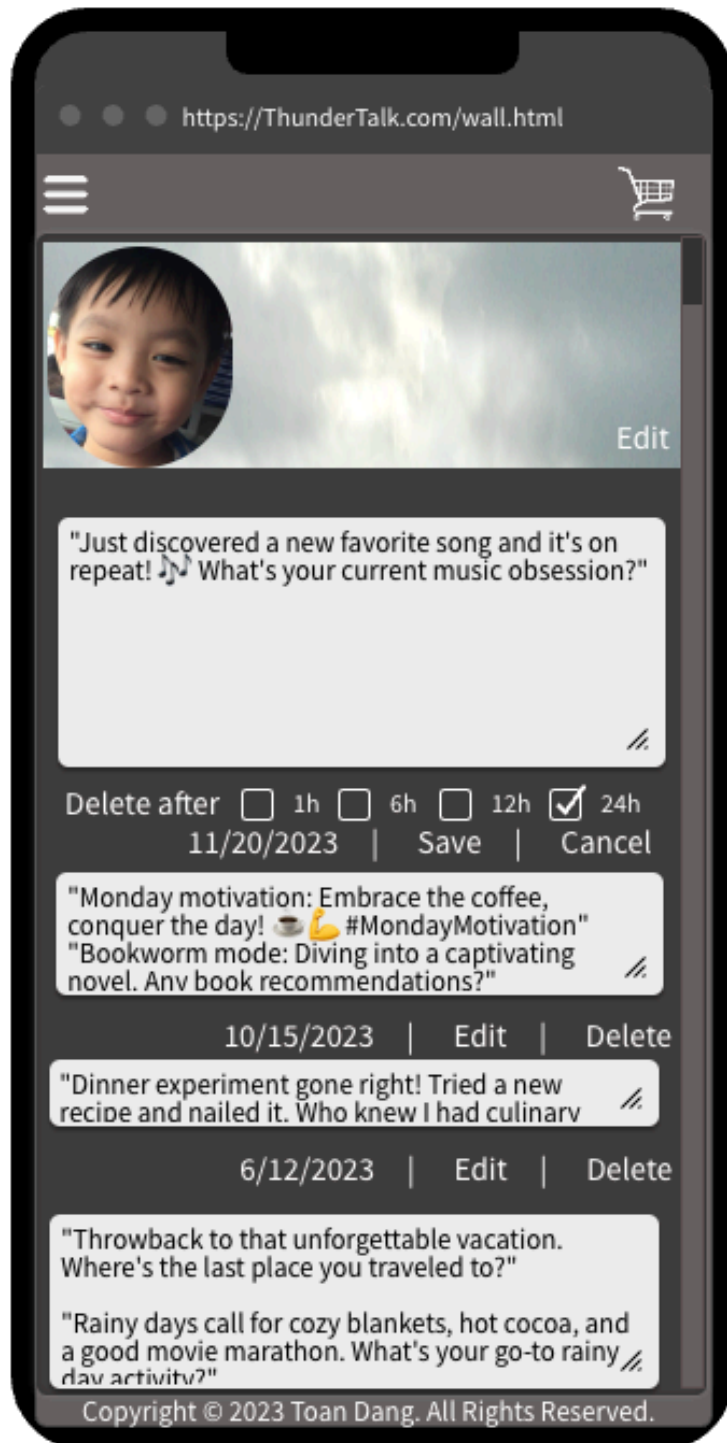 https://ThunderTalk.com/wall.html
Edit
"Just discovered a new favorite song and it's on
repeat! 🎶 What's your current music obsession?"
Delete after 1h 6h 12h 24h
11/20/2023 | Save | Cancel
"Monday motivation: Embrace the coffee,
conquer the day! ☕💪 #MondayMotivation"
"Bookworm mode: Diving into a captivating
novel. Any book recommendations?"
10/15/2023 | Edit | Delete
"Dinner experiment gone right! Tried a new
recipe and nailed it. Who knew I had culinary
6/12/2023 | Edit | Delete
"Throwback to that unforgettable vacation.
Where's the last place you traveled to?"
"Rainy days call for cozy blankets, hot cocoa, and
a good movie marathon. What's your go-to rainy
day activity?"
Copyright © 2023 Toan Dang. All Rights Reserved.